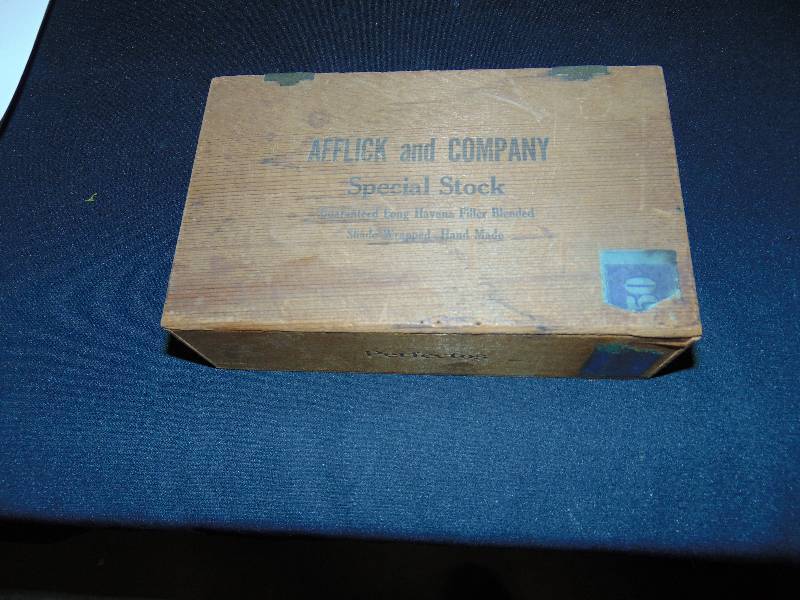 AFFLICK and COMPANY
Special Stock
Guaranteed Long Havana Filler Blended
Shade Wrapped Hand Made
50
Perfectos